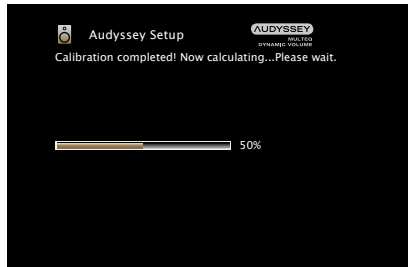 Audyssey Setup
AUDYSSEY
MULTEQ
DYNAMIC VOLUME
Calibration completed! Now calculating...Please wait.
50%